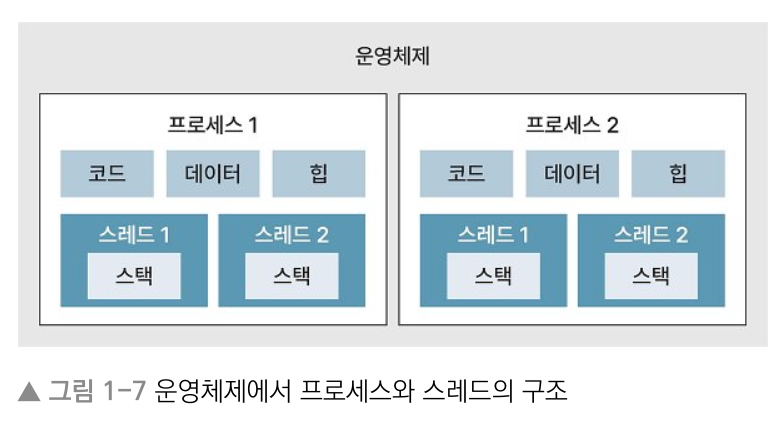 운영체제
프로세스 1
프로세스 2
코드 데이터 힙
코드 데이터 힙
스레드 1 스레드 2
스택 스택
스레드 1 스레드 2
스택 스택
▲ 그림 1-7 운영체제에서 프로세스와 스레드의 구조